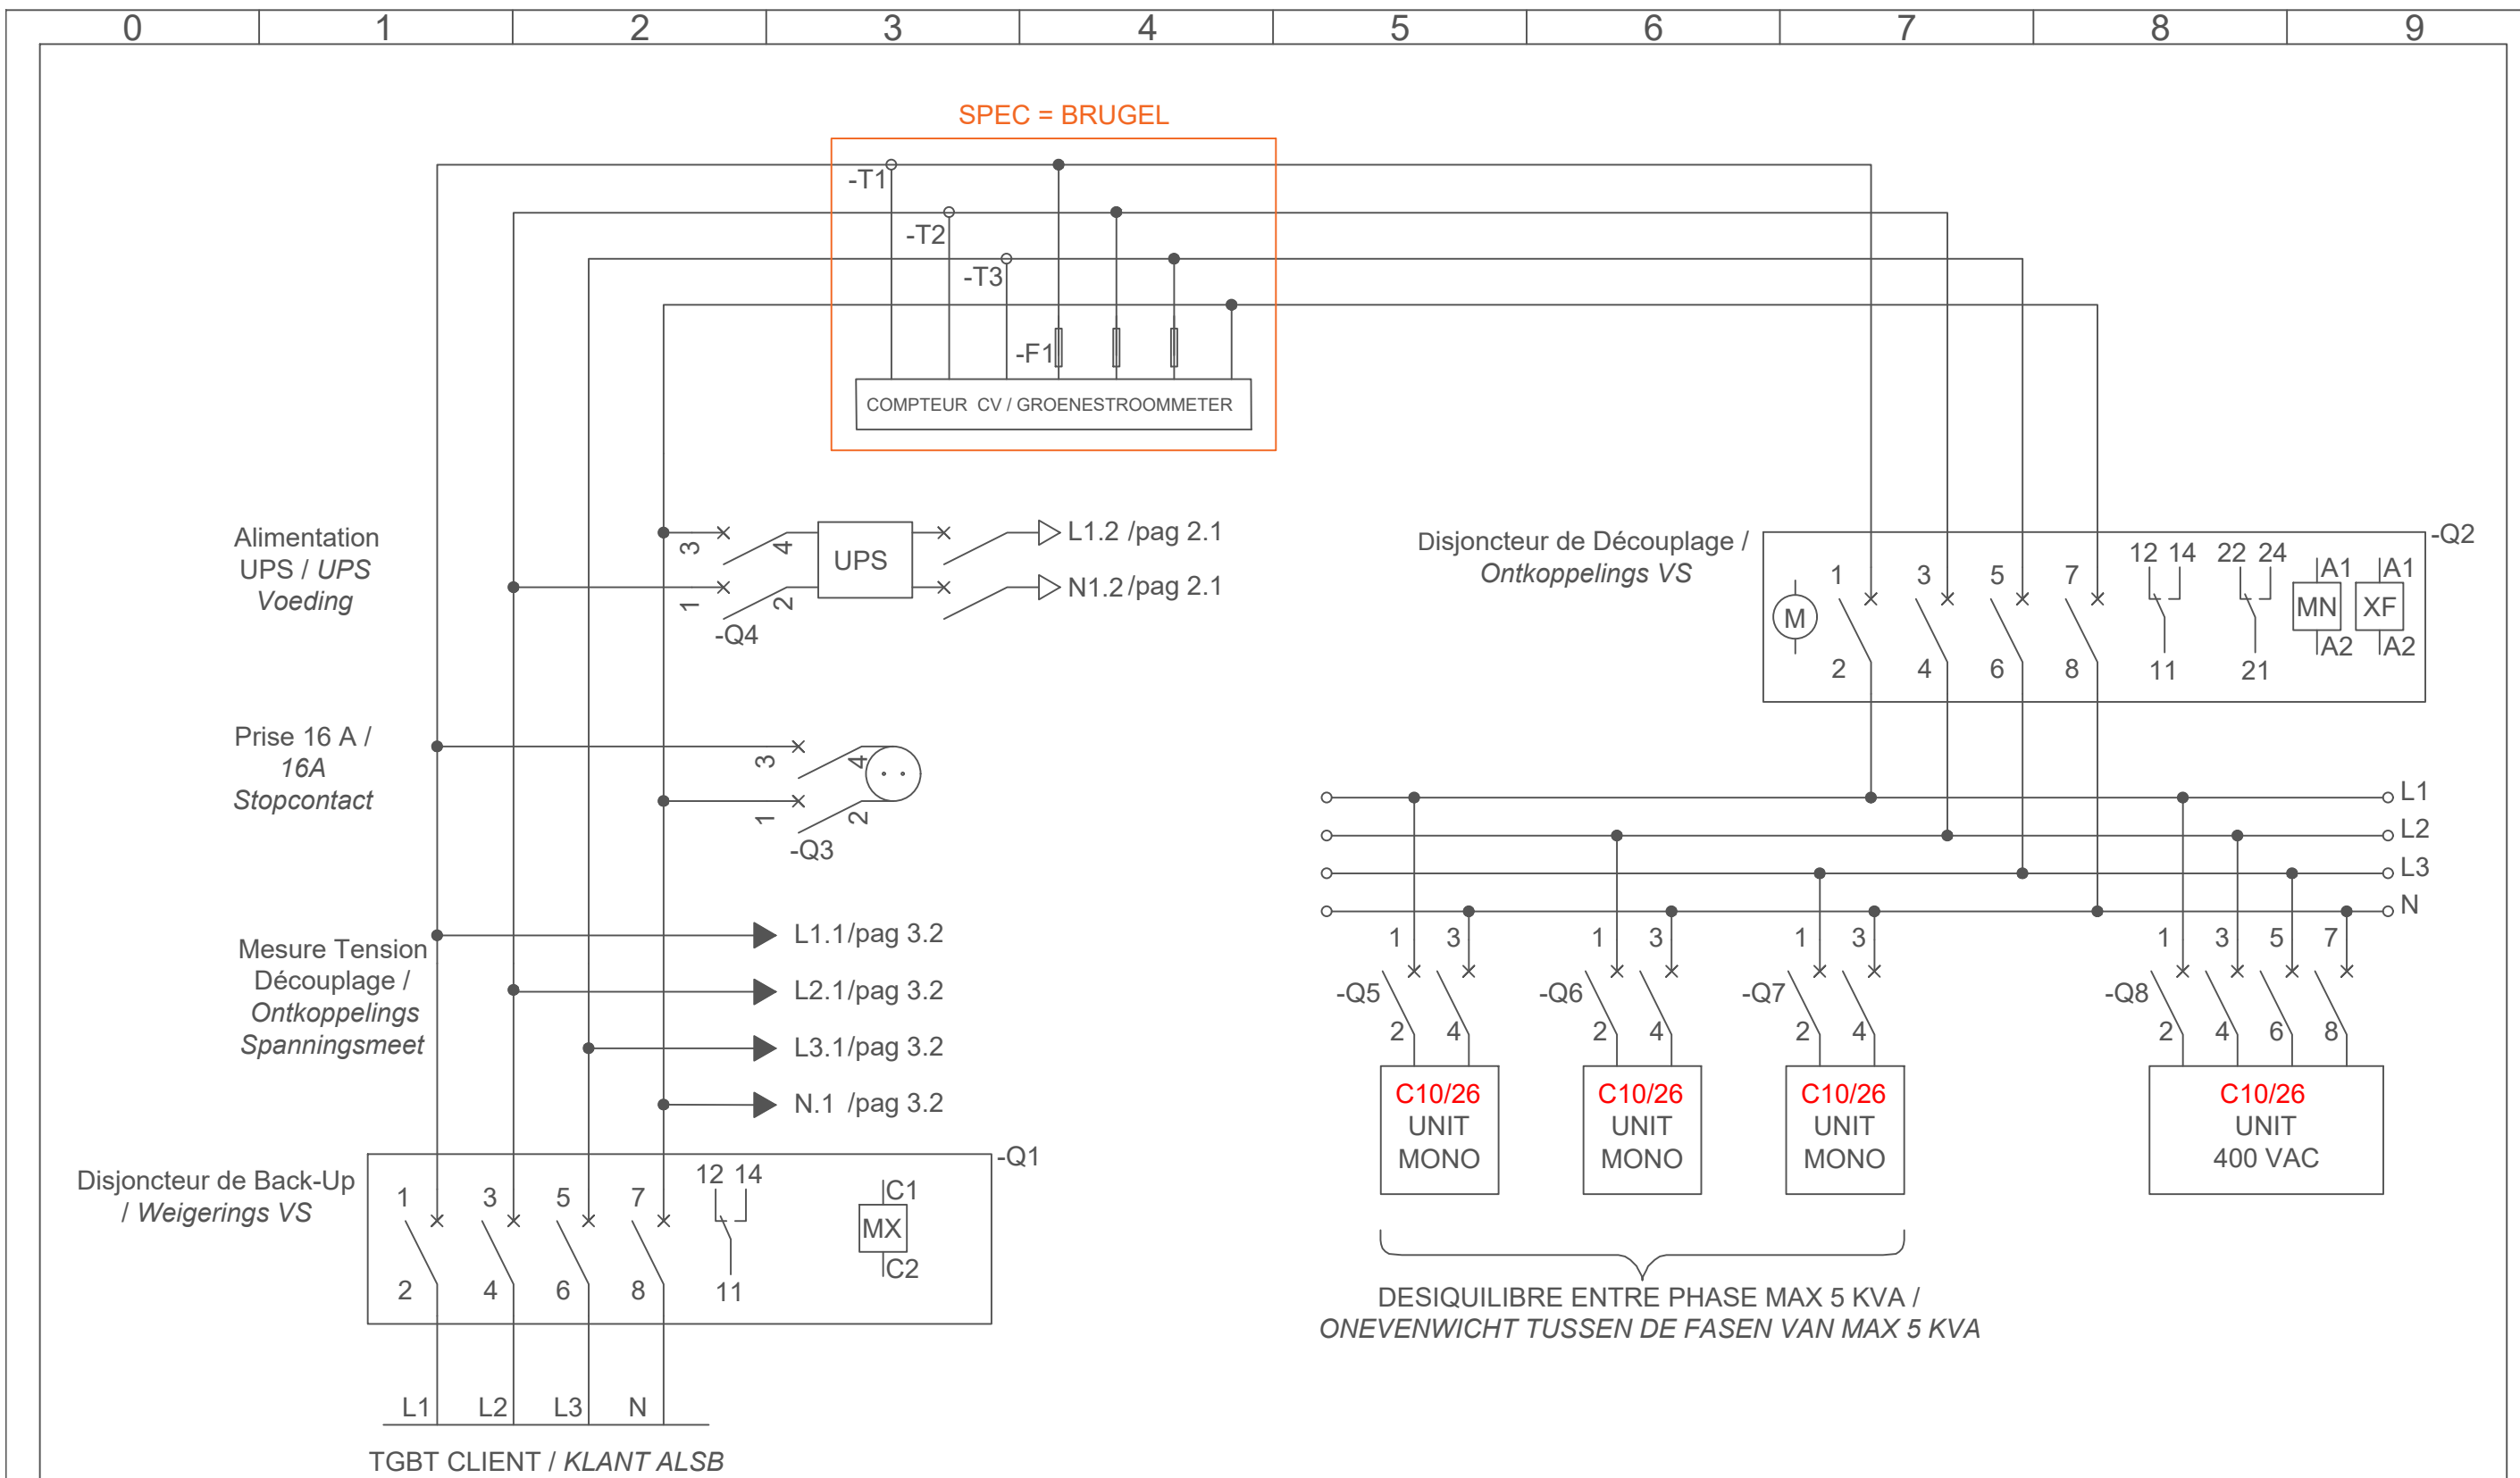 0 1 2 3 4 5 6 7 8 9
SPEC = BRUGEL
-T1
-T2
-T3
-F1
COMPTEUR CV / GROENESTROOMMETER
Alimentation
UPS / UPS
Voeding
3 4
1 2
-Q4
UPS
L1.2 /pag 2.1
N1.2 /pag 2.1
Disjoncteur de Découplage /
Ontkoppelings VS
-Q2
M
1 3 5 7 12 14 22 24 A1 A1
MN XF
2 4 6 8 11 21 A2 A2
Prise 16 A /
16A
Stopcontact
3 4
1 2
-Q3
L1
L2
L3
N
Mesure Tension
Découplage /
Ontkoppelings
Spanningsmeet
L1.1/pag 3.2
L2.1/pag 3.2
L3.1/pag 3.2
N.1 /pag 3.2
1 3 1 3 1 3 1 3 5 7
-Q5 -Q6 -Q7 -Q8
2 4 2 4 2 4 2 4 6 8
C10/26
UNIT
MONO
C10/26
UNIT
MONO
C10/26
UNIT
MONO
C10/26
UNIT
400 VAC
Disjoncteur de Back-Up
/ Weigerings VS
-Q1
1 3 5 7 12 14 C1
MX
2 4 6 8 11 C2
DESIQUILIBRE ENTRE PHASE MAX 5 KVA /
ONEVENWICHT TUSSEN DE FASEN VAN MAX 5 KVA
L1 L2 L3 N
TGBT CLIENT / KLANT ALSB